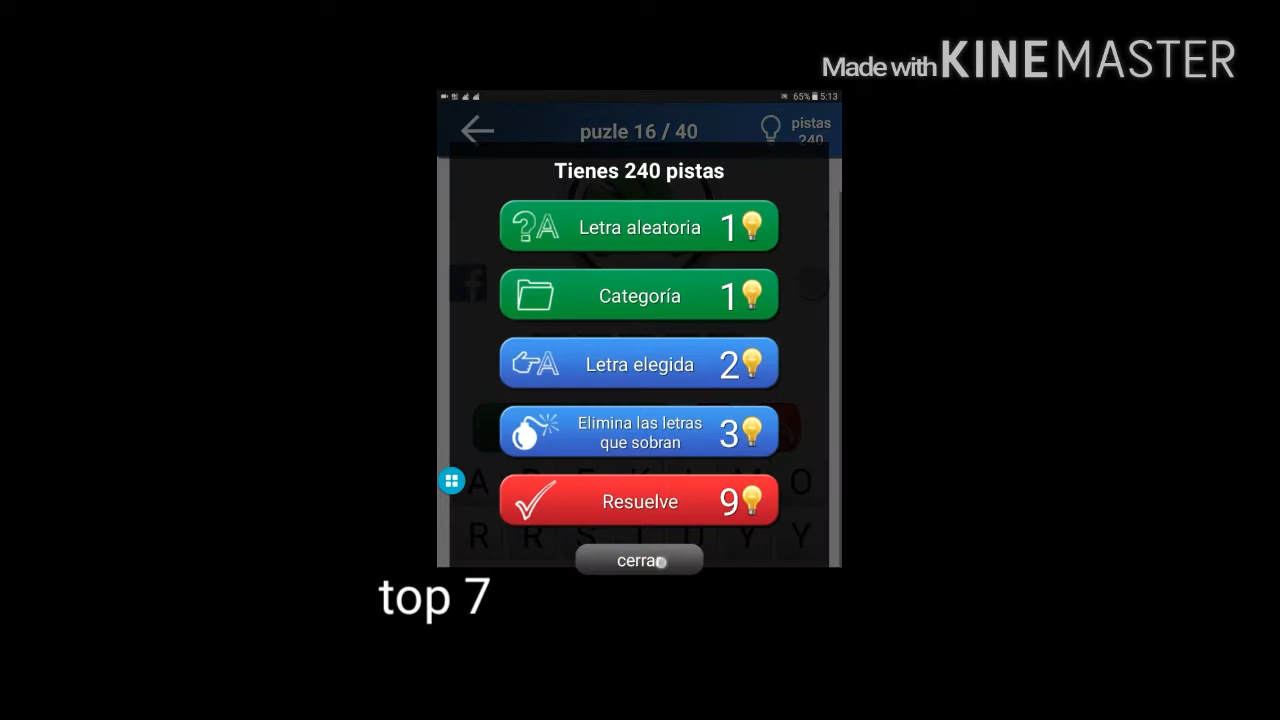 Made with KINEMASTER
65% 5:13
puzle 16 / 40
pistas
240
Tienes 240 pistas
Letra aleatoria 1
Categoría 1
Letra elegida 2
Elimina las letras
que sobran 3
Resuelve 9
O
R R S Y Y
cerrar
top 7